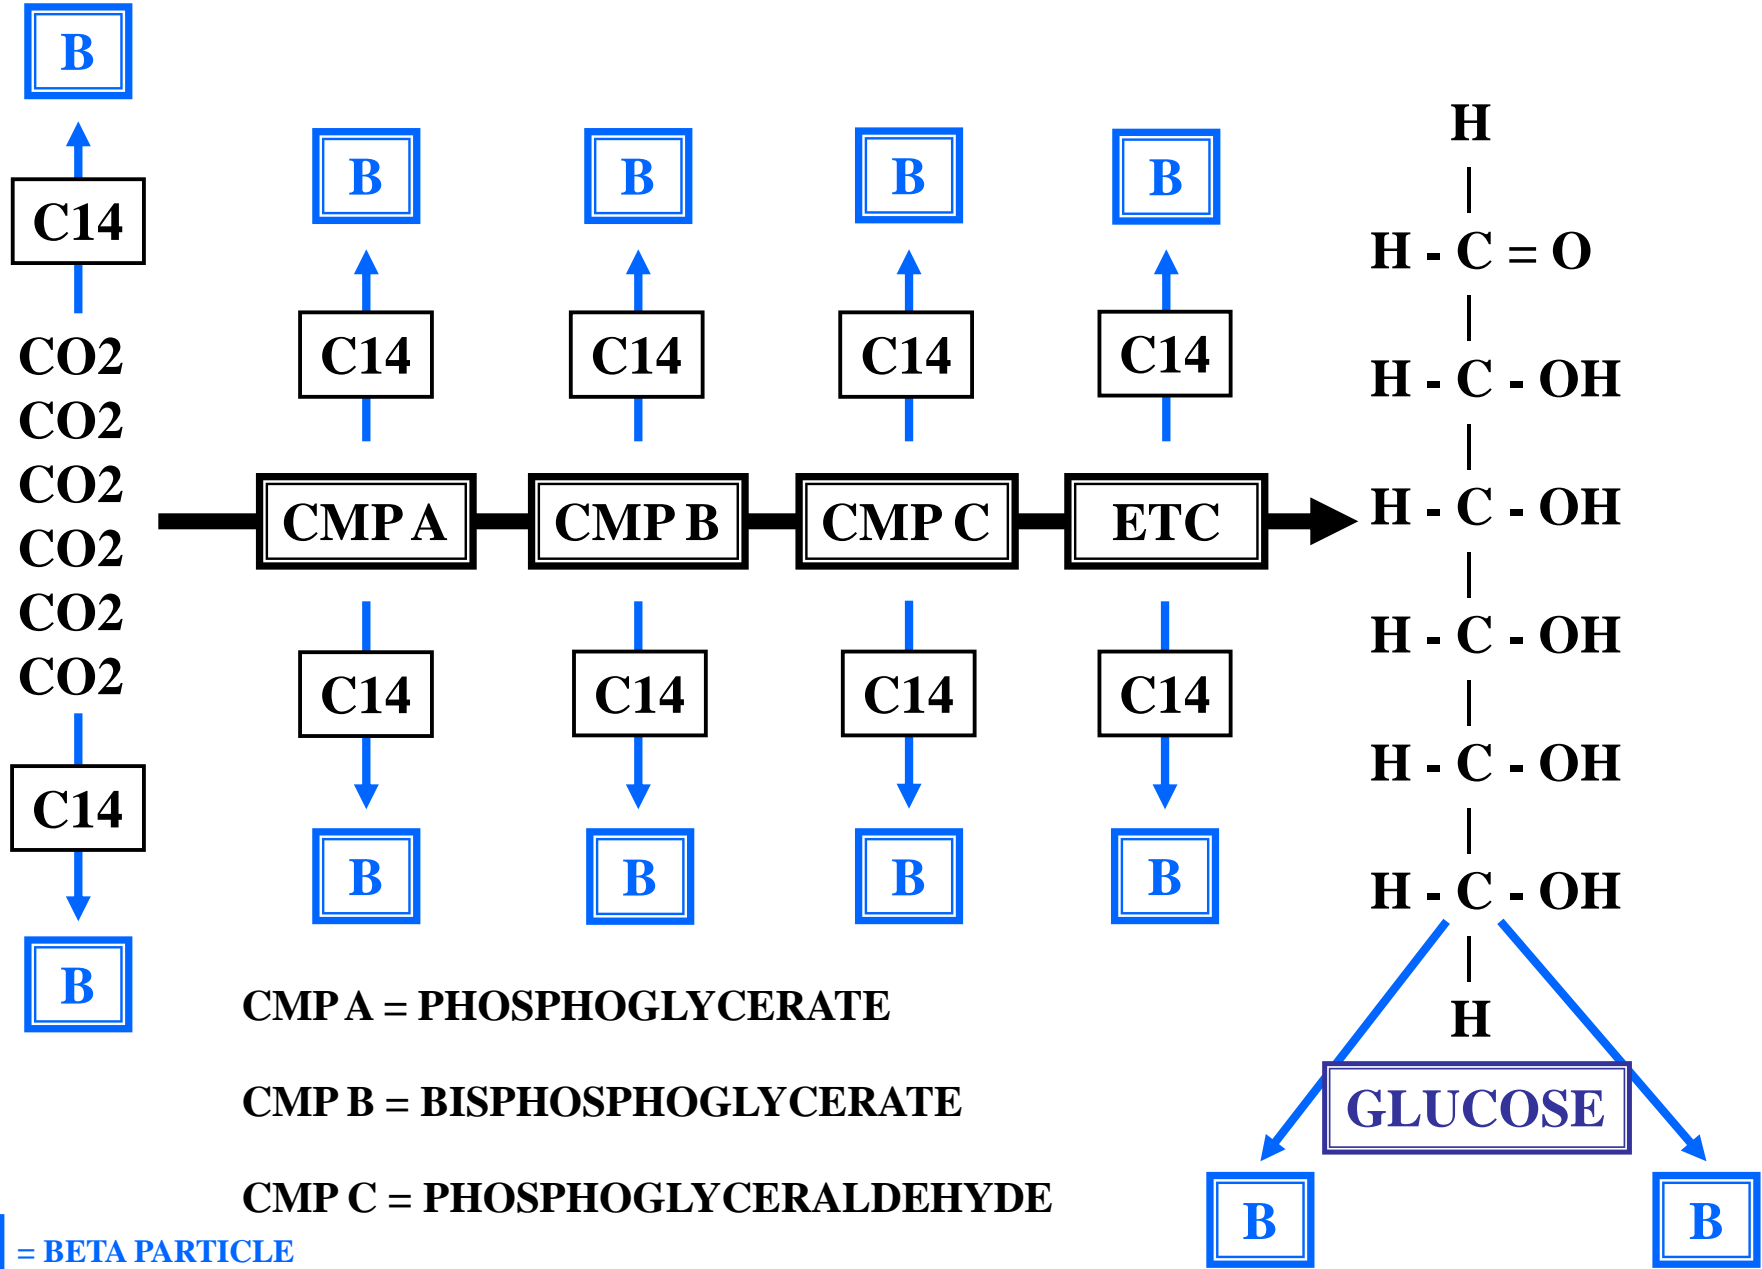 B
C14
CO2
CO2
CO2
CO2
CO2
CO2
C14
B
B B B B
C14 C14 C14 C14
CMP A CMP B CMP C ETC
C14 C14 C14 C14
B B B B
H
H - C = O
H - C - OH
H - C - OH
H - C - OH
H - C - OH
H - C - OH
H
GLUCOSE
B B
CMP A = PHOSPHOGLYCERATE
CMP B = BISPHOSPHOGLYCERATE
CMP C = PHOSPHOGLYCERALDEHYDE
= BETA PARTICLE